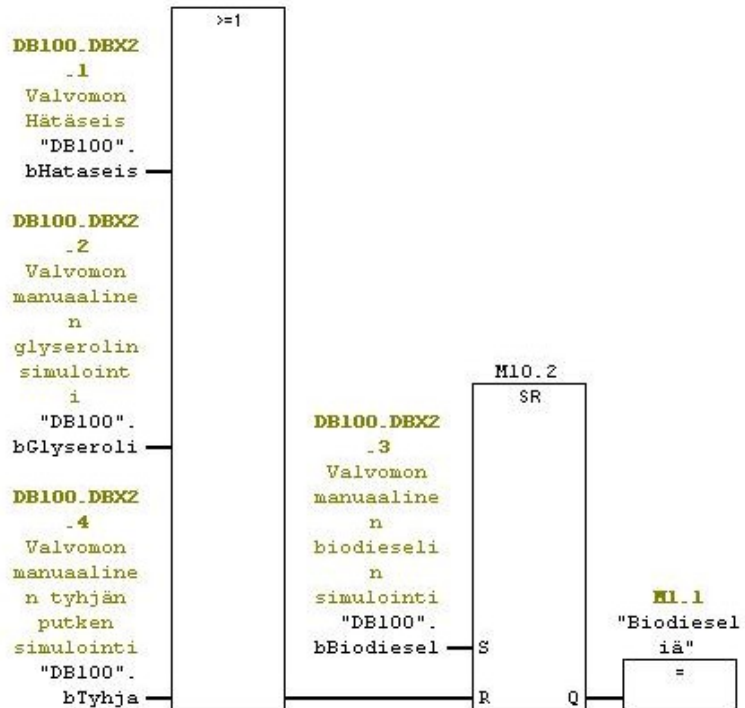 >=1
DB100.DBX2
.1
Valvomon
Hätäseis
"DB100".
bHataseis
DB100.DBX2
.2
Valvomon
manuaaline
n
glyserolin
simuloint
i
"DB100".
bGlyseroli
DB100.DBX2
.4
Valvomon
manuaaline
n tyhjän
putken
simulointi
"DB100".
bTyhja
DB100.DBX2
.3
Valvomon
manuaaline
n
biodieseli
n
simulointi
"DB100".
bBiodiesel
M10.2
SR
S
R
Q
M1.1
"Biodiesel
iä"
=